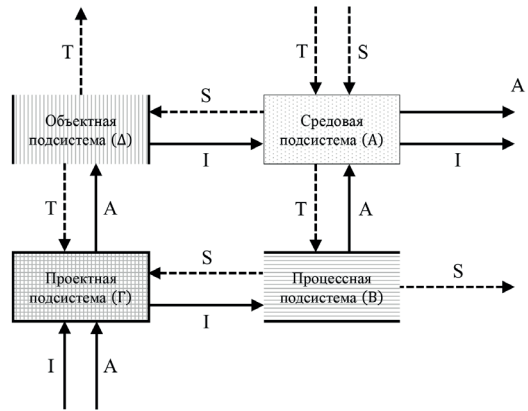 T
T
S
A
Объектная
подсистема (Δ)
S
I
Средовая
подсистема (А)
I
T
A
T
A
Проектная
подсистема (Г)
S
I
Процессная
подсистема (В)
S
I
A